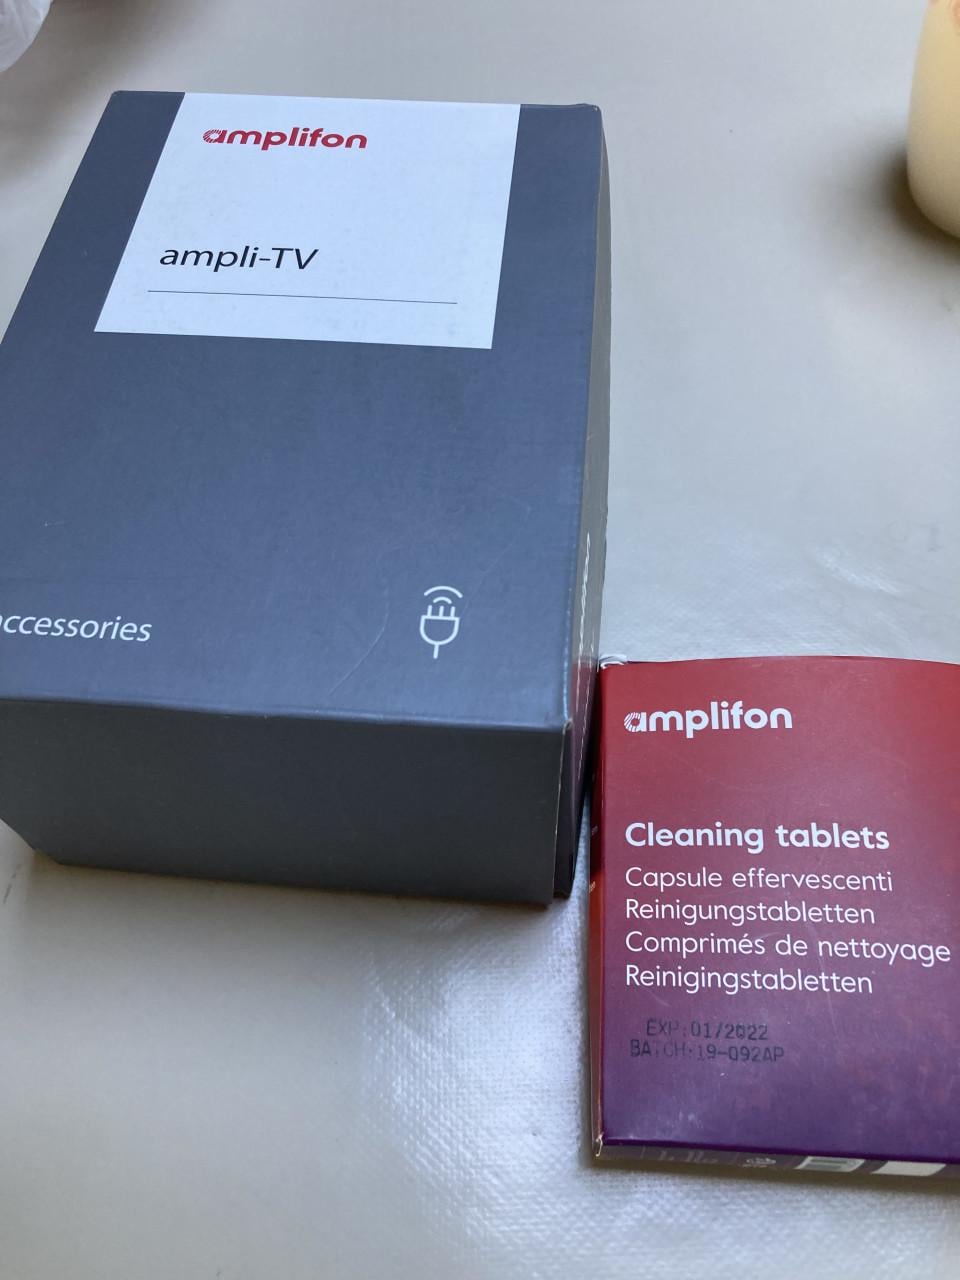 amplifon
ampli-TV
accessories
amplifon
Cleaning tablets
Capsule effervescenti
Reinigungstabletten
Comprimés de nettoyage
Reinigingstabletten
EXP:01/2022
BATCH:19-092AP